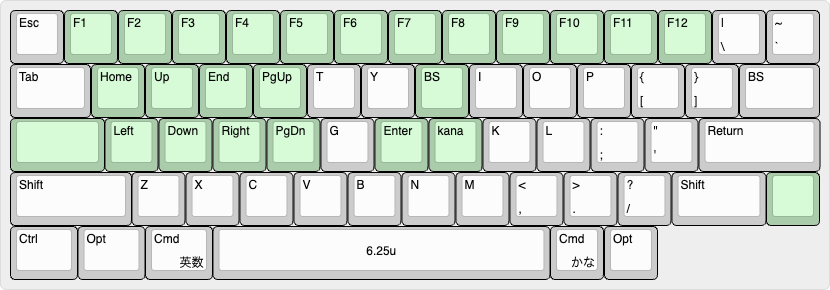 Esc F1 F2 F3 F4 F5 F6 F7 F8 F9 F10 F11 F12 | ~
\ `
Tab Home Up End PgUp T Y BS I O P { } BS
[ ]
Left Down Right PgDn G Enter kana K L : " Return
; '
Shift Z X C V B N M < > ? Shift
, . /
Ctrl Opt Cmd 6.25u Cmd Opt
英数 かな